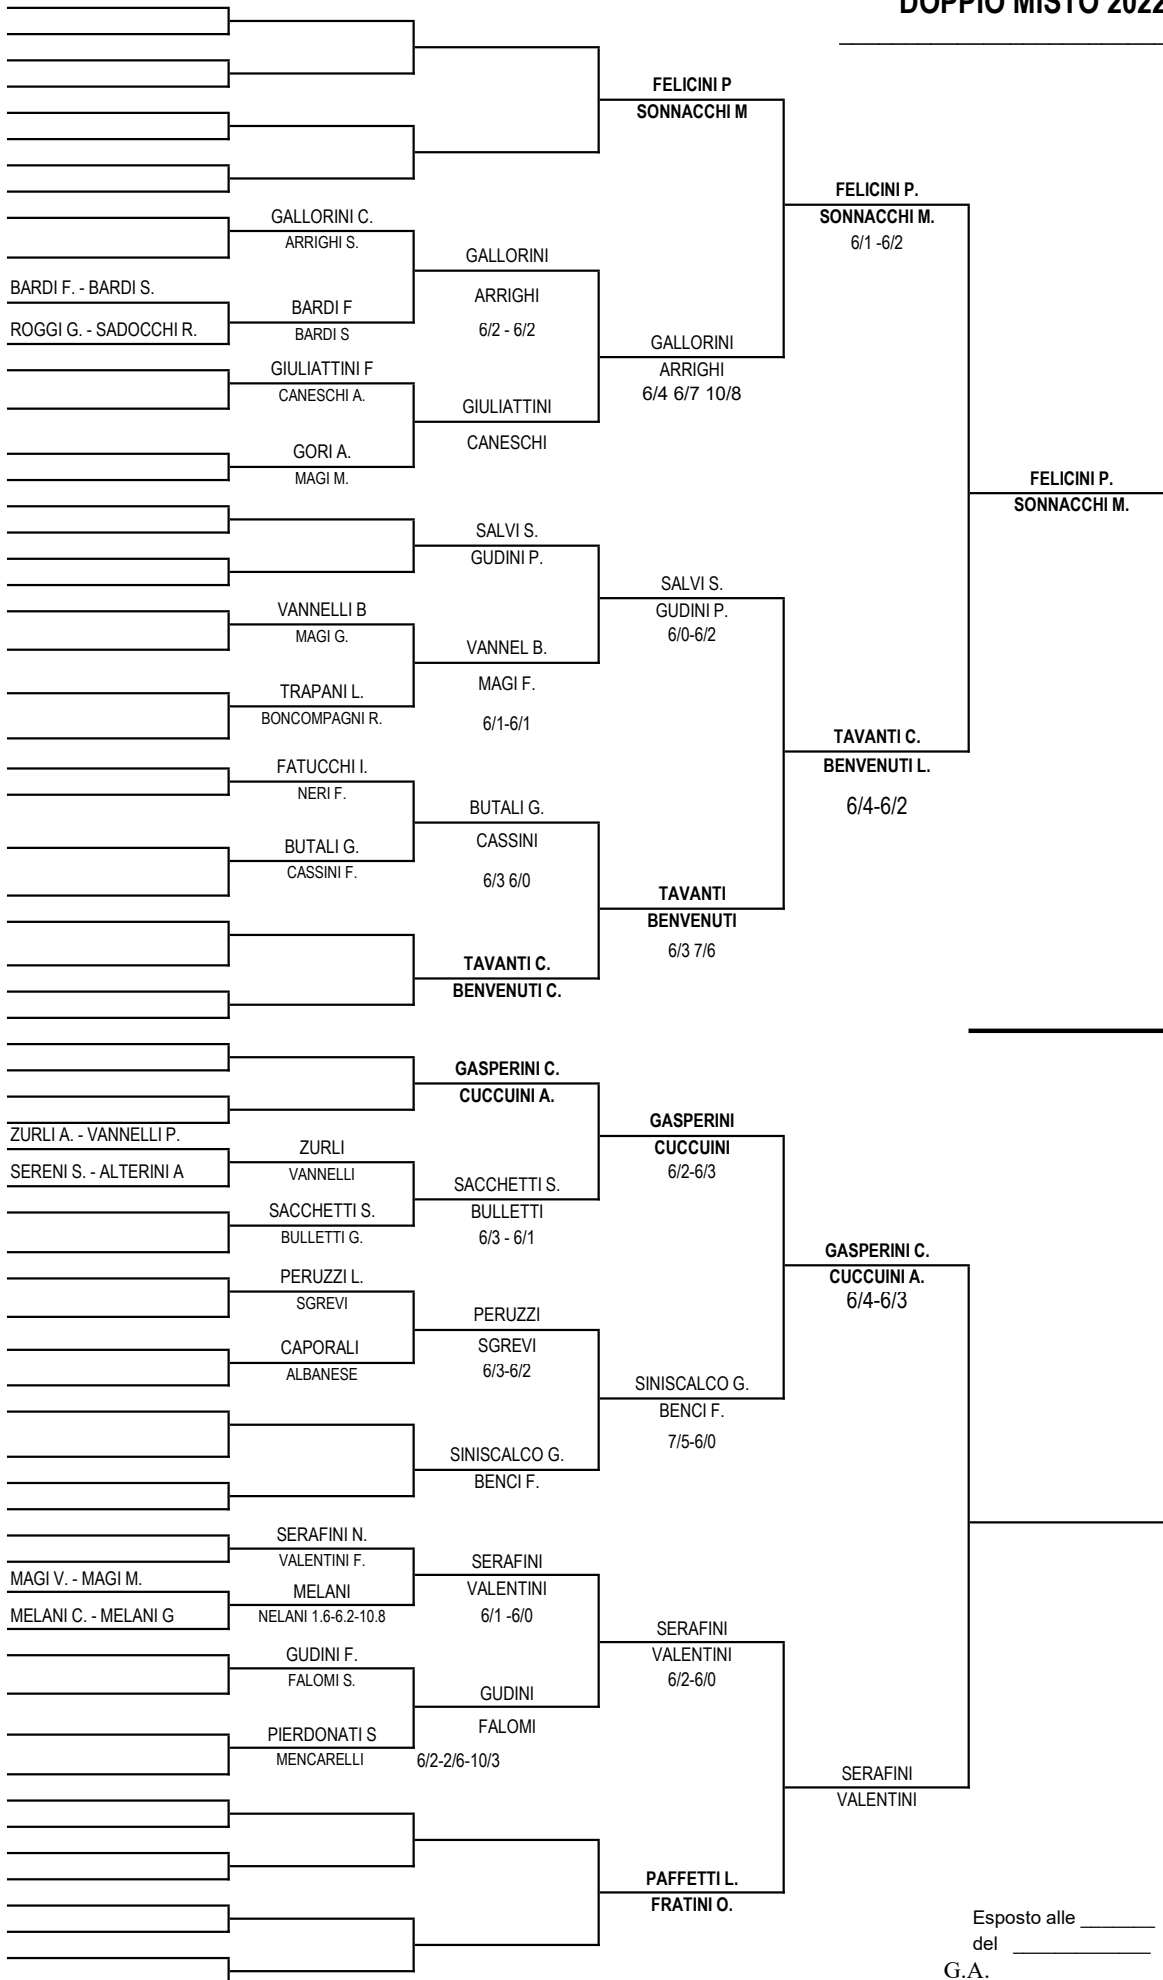 DOPPIO MISTO 2022
FELICINI P
SONNACCHI M
FELICINI P.
SONNACCHI M.
6/1 -6/2
GALLORINI C.
ARRIGHI S.
GALLORINI
ARRIGHI
6/2 - 6/2
BARDI F. - BARDI S.
ROGGI G. - SADOCCHI R.
BARDI F
BARDI S
GALLORINI
ARRIGHI
6/4 6/7 10/8
GIULIATTINI F
CANESCHI A.
GIULIATTINI
CANESCHI
GORI A.
MAGI M.
FELICINI P.
SONNACCHI M.
SALVI S.
GUDINI P.
SALVI S.
GUDINI P.
6/0-6/2
VANNELLI B
MAGI G.
VANNEL B.
MAGI F.
6/1-6/1
TRAPANI L.
BONCOMPAGNI R.
TAVANTI C.
BENVENUTI L.
6/4-6/2
FATUCCHI I.
NERI F.
BUTALI G.
CASSINI
6/3 6/0
BUTALI G.
CASSINI F.
TAVANTI
BENVENUTI
6/3 7/6
TAVANTI C.
BENVENUTI C.
GASPERINI C.
CUCCUINI A.
GASPERINI
CUCCUINI
6/2-6/3
ZURLI A. - VANNELLI P.
SERENI S. - ALTERINI A
ZURLI
VANNELLI
SACCHETTI S.
BULLETTI
6/3 - 6/1
SACCHETTI S.
BULLETTI G.
GASPERINI C.
CUCCUINI A.
6/4-6/3
PERUZZI L.
SGREVI
PERUZZI
SGREVI
6/3-6/2
CAPORALI
ALBANESE
SINISCALCO G.
BENCI F.
7/5-6/0
SINISCALCO G.
BENCI F.
SERAFINI N.
VALENTINI F.
SERAFINI
VALENTINI
6/1 -6/0
MAGI V. - MAGI M.
MELANI C. - MELANI G
MELANI
NELANI 1.6-6.2-10.8
SERAFINI
VALENTINI
6/2-6/0
GUDINI F.
FALOMI S.
GUDINI
FALOMI
6/2-2/6-10/3
PIERDONATI S
MENCARELLI
SERAFINI
VALENTINI
PAFFETTI L.
FRATINI O.
Esposto alle _______
del _____________
G.A.